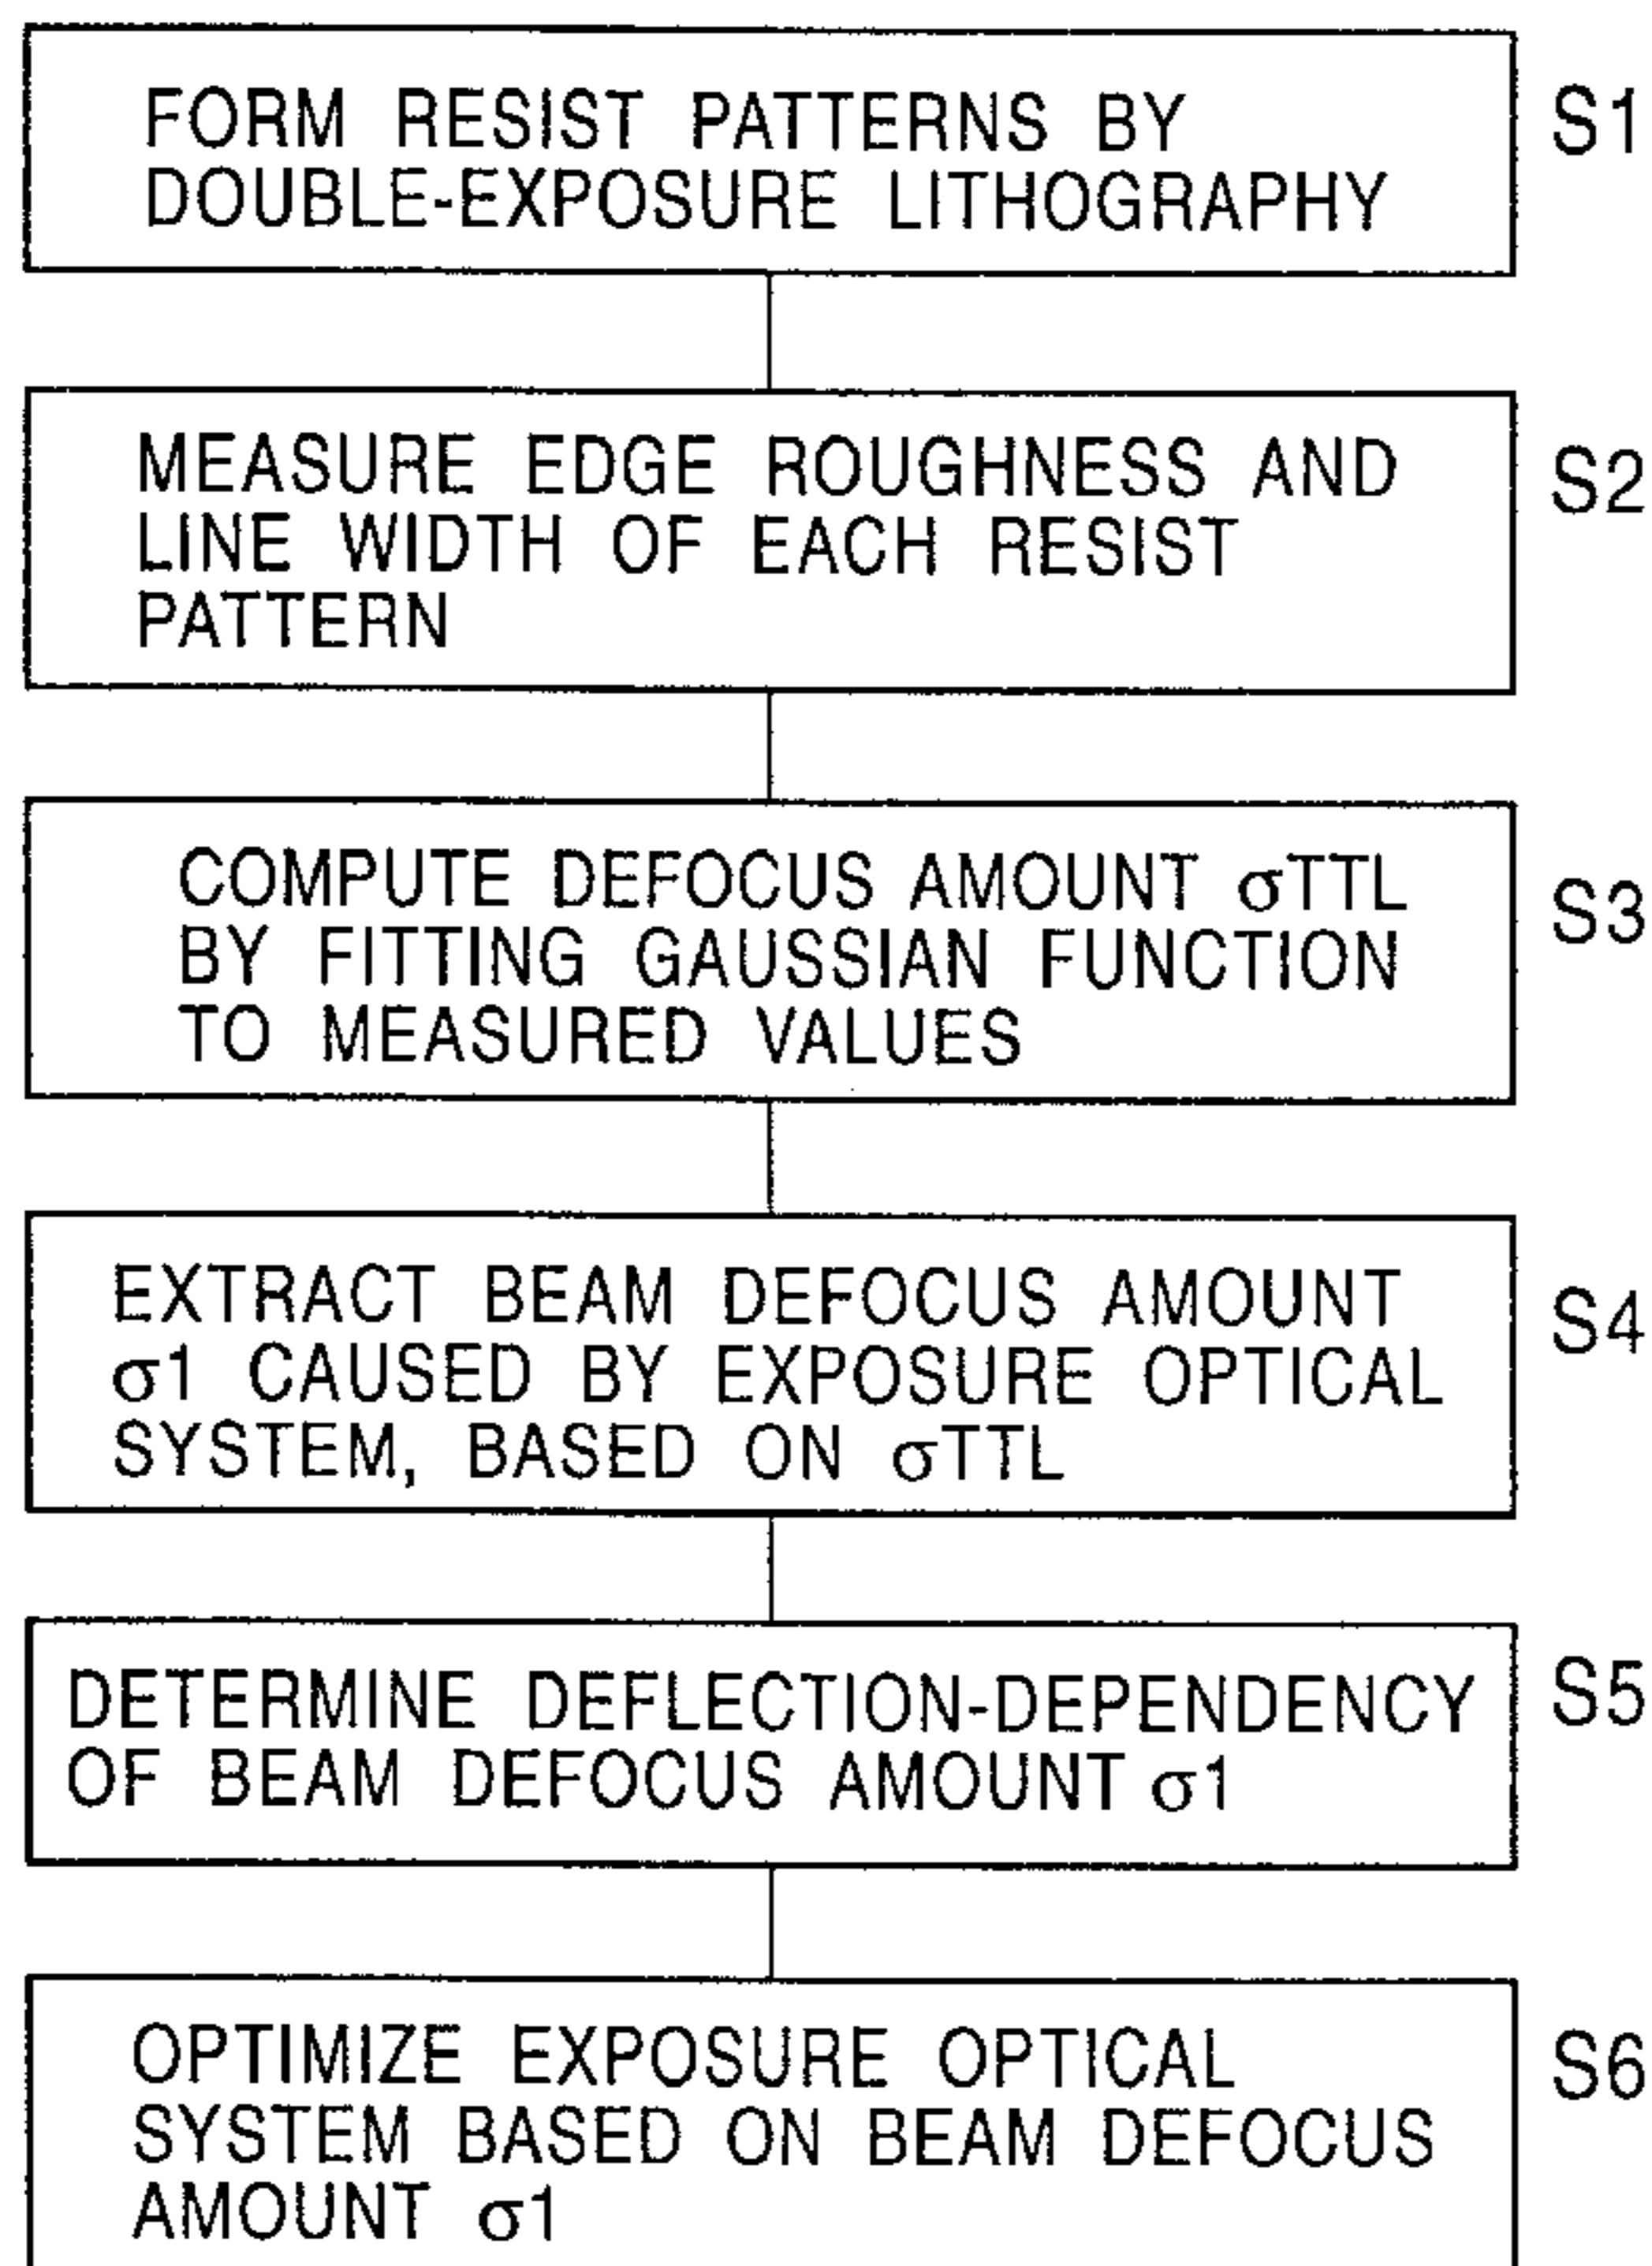 FORM RESIST PATTERNS BY
DOUBLE-EXPOSURE LITHOGRAPHY
S1
MEASURE EDGE ROUGHNESS AND
LINE WIDTH OF EACH RESIST
PATTERN
S2
COMPUTE DEFOCUS AMOUNT σTTL
BY FITTING GAUSSIAN FUNCTION
TO MEASURED VALUES
S3
EXTRACT BEAM DEFOCUS AMOUNT
σ1 CAUSED BY EXPOSURE OPTICAL
SYSTEM, BASED ON σTTL
S4
DETERMINE DEFLECTION-DEPENDENCY
OF BEAM DEFOCUS AMOUNT σ1
S5
OPTIMIZE EXPOSURE OPTICAL
SYSTEM BASED ON BEAM DEFOCUS
AMOUNT σ1
S6